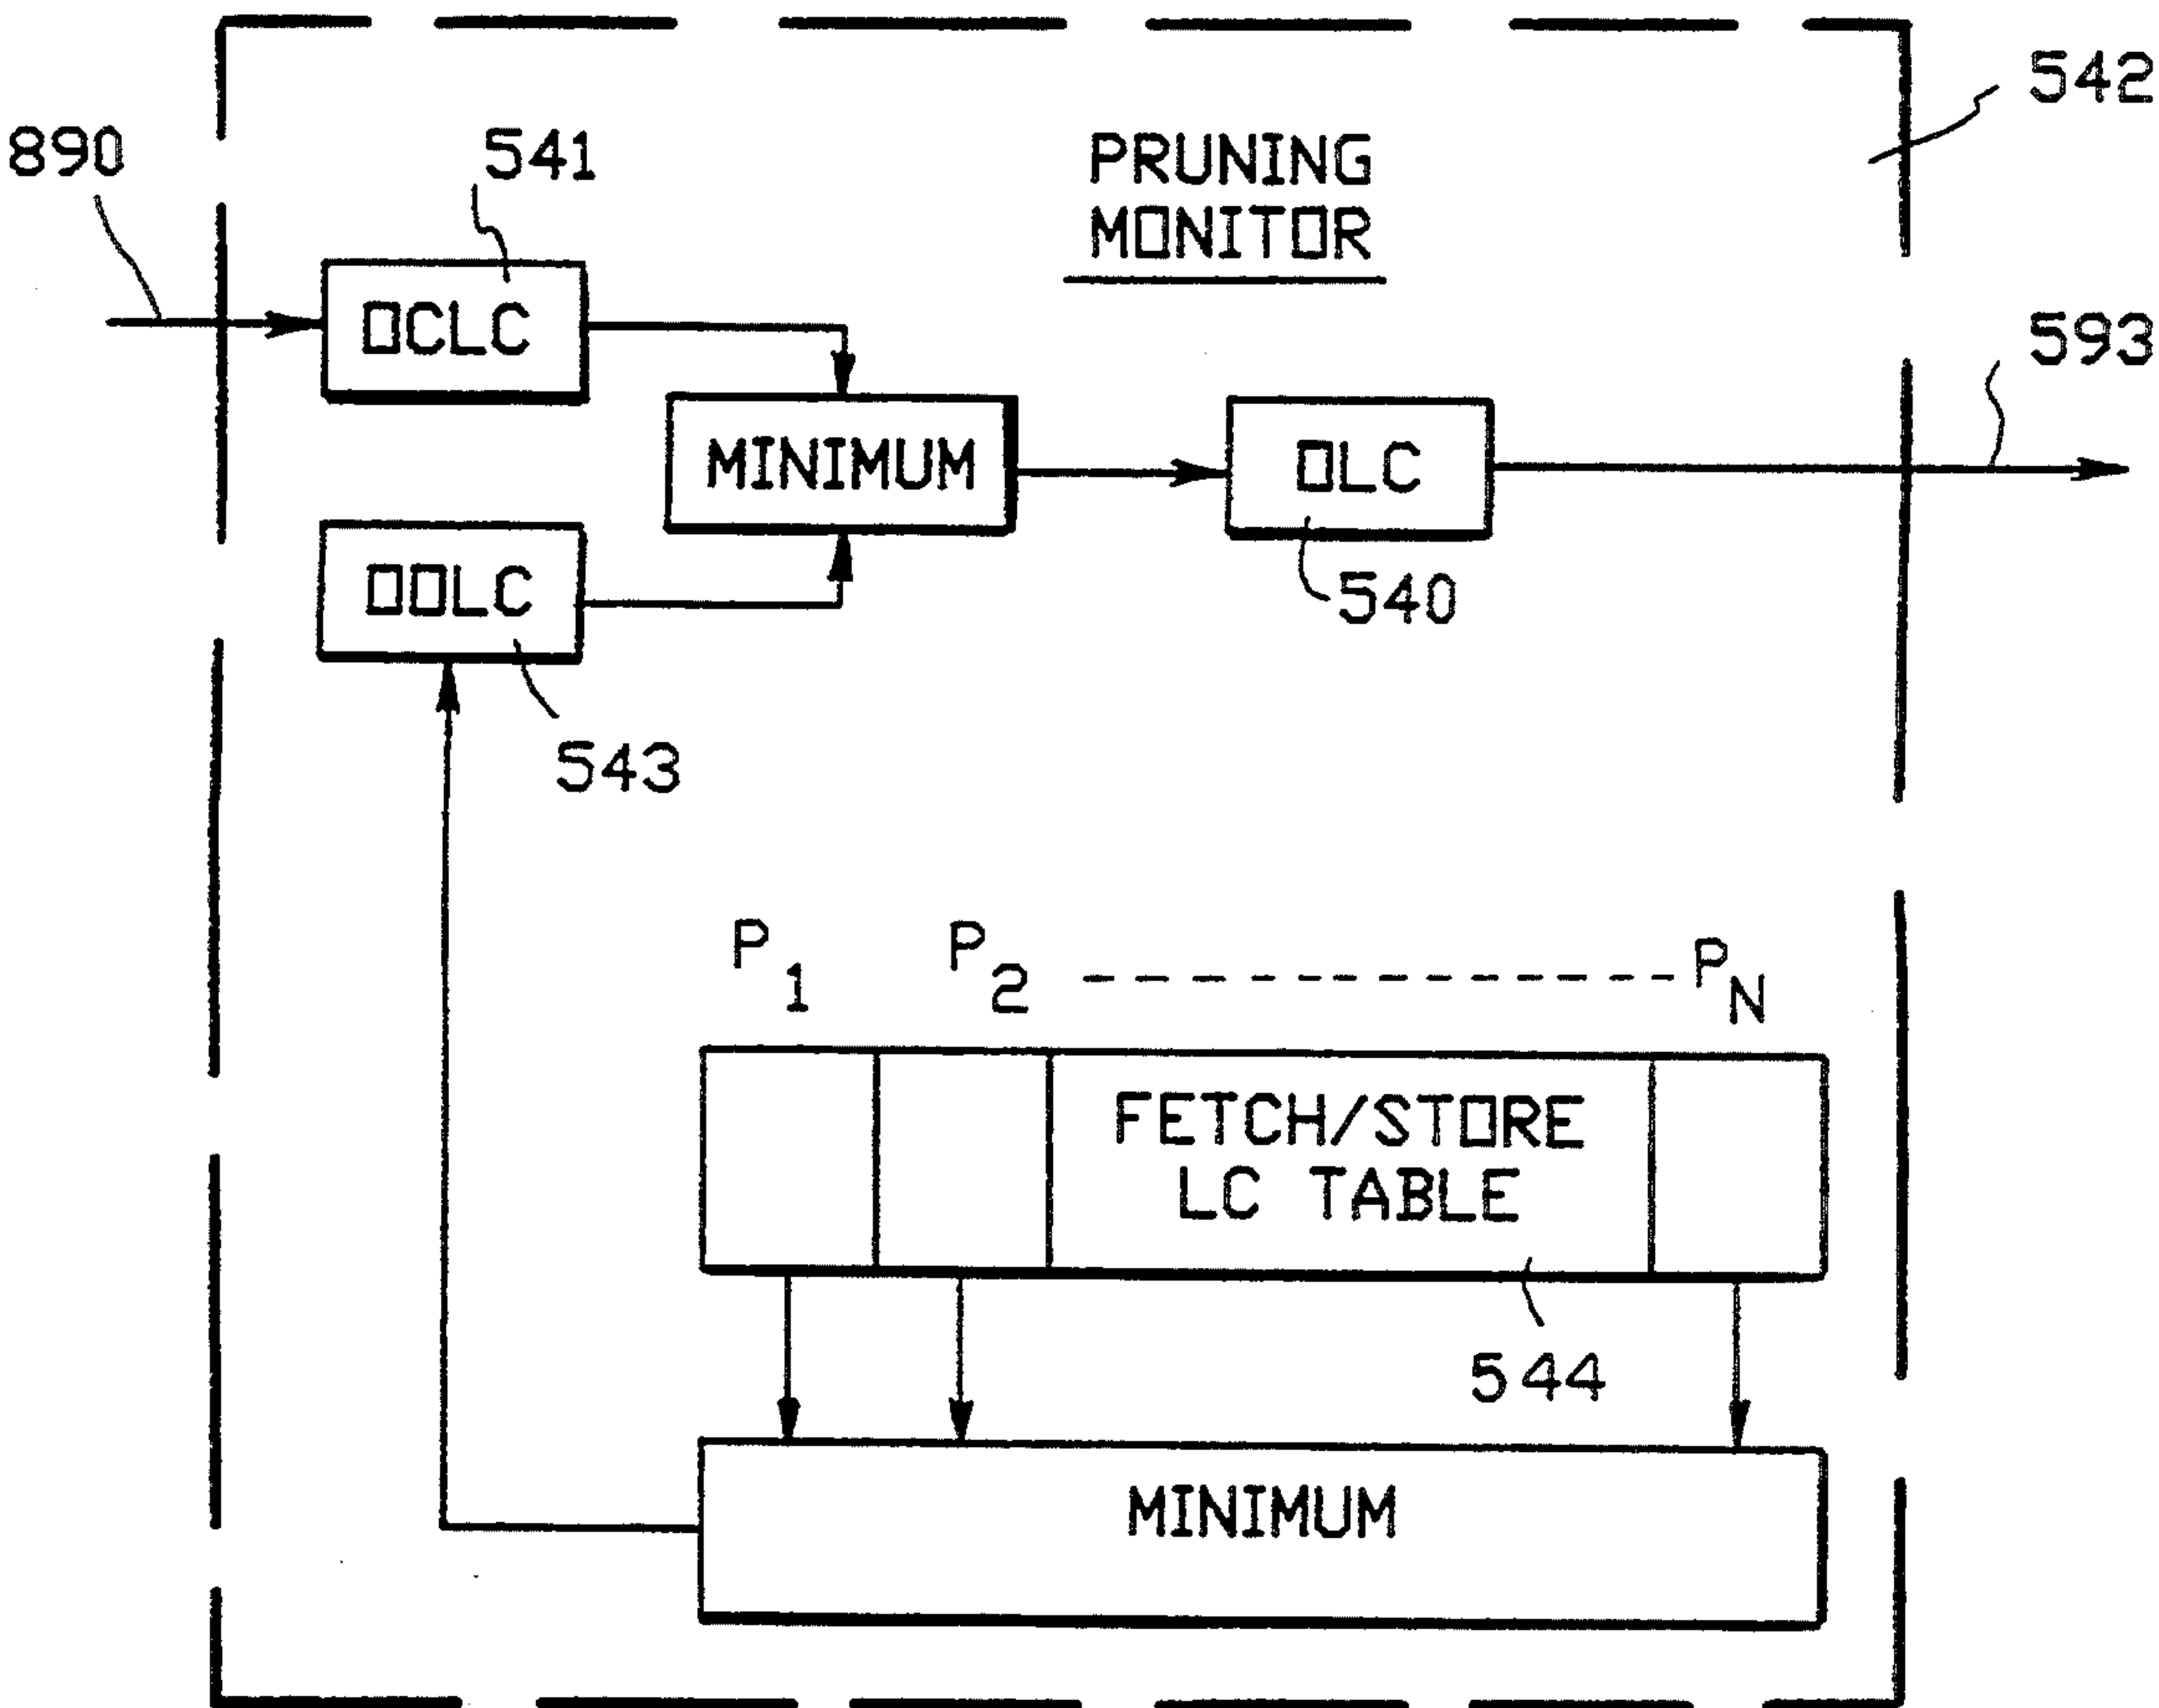 542
890
541
PRUNING
MONITOR
OCLC
593
MINIMUM
OLC
OOLC
540
543
P1
P2
PN
FETCH/STORE
LC TABLE
544
MINIMUM